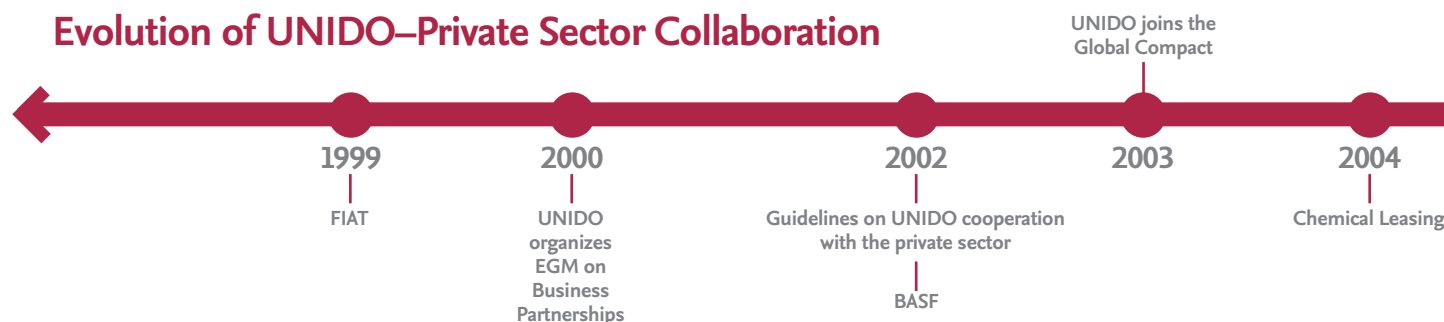 Evolution of UNIDO–Private Sector Collaboration
UNIDO joins the
Global Compact
1999
2000
2002
2003
2004
FIAT
UNIDO
organizes
EGM on
Business
Partnerships
Guidelines on UNIDO cooperation
with the private sector
BASF
Chemical Leasing